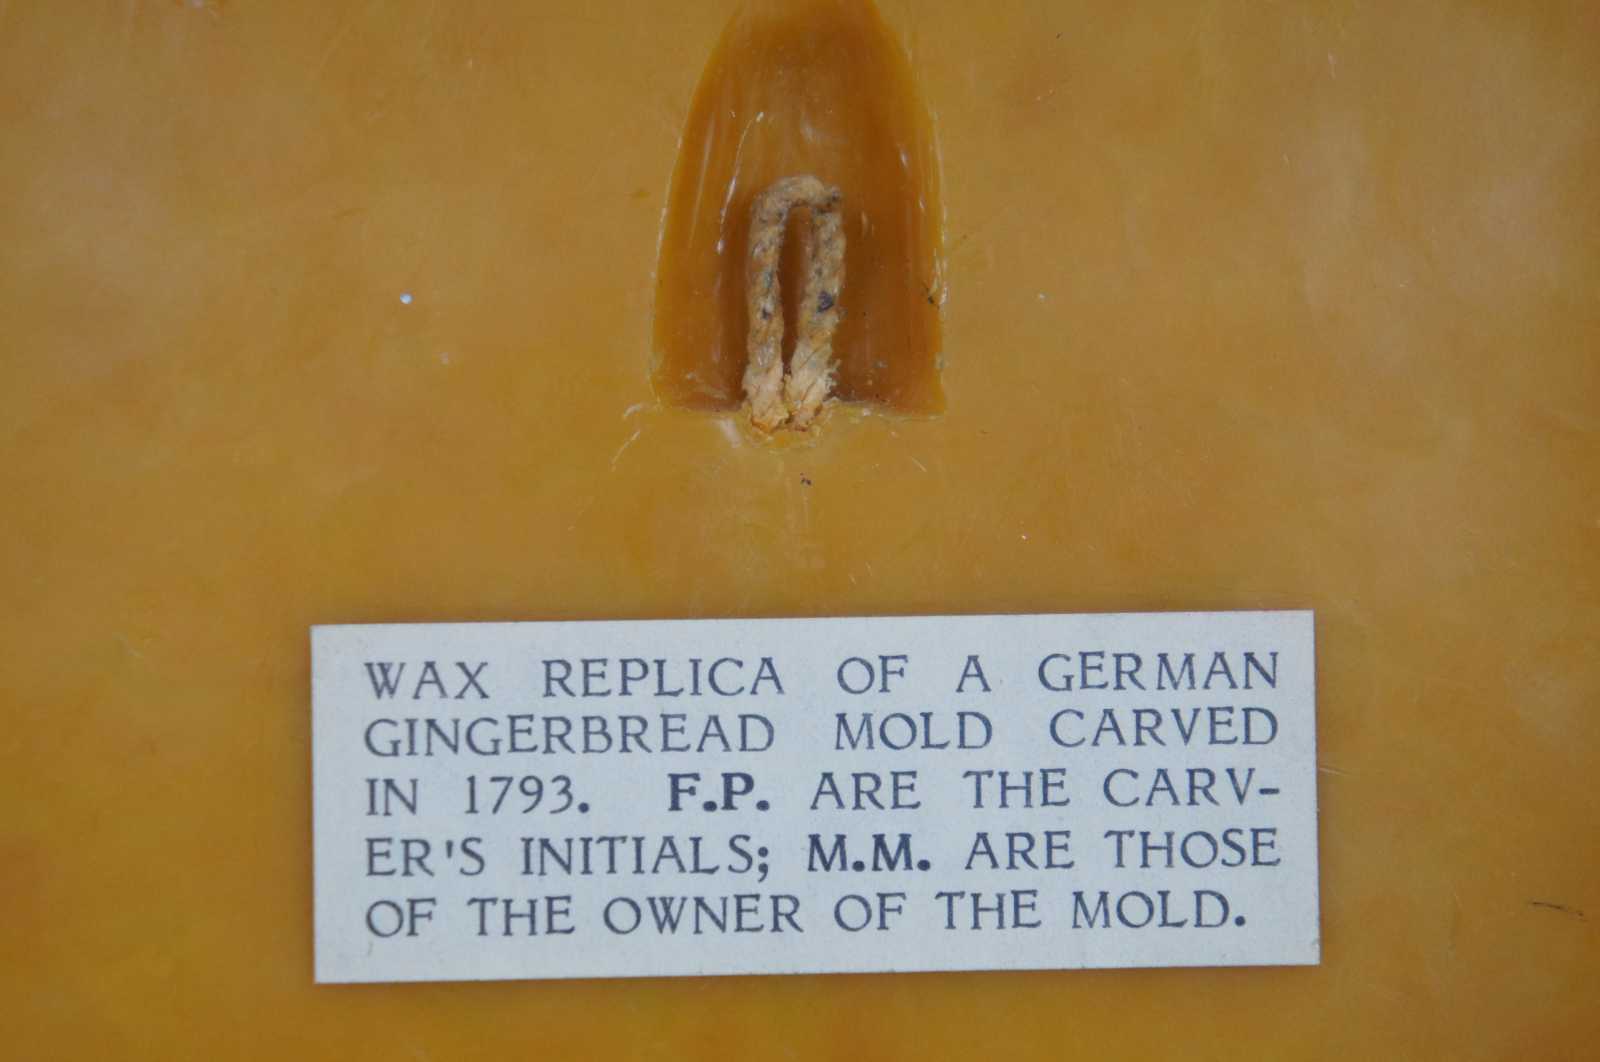 WAX REPLICA OF A GERMAN
GINGERBREAD MOLD CARVED
IN 1793. F.P. ARE THE CARV-
ER'S INITIALS; M.M. ARE THOSE
OF THE OWNER OF THE MOLD.